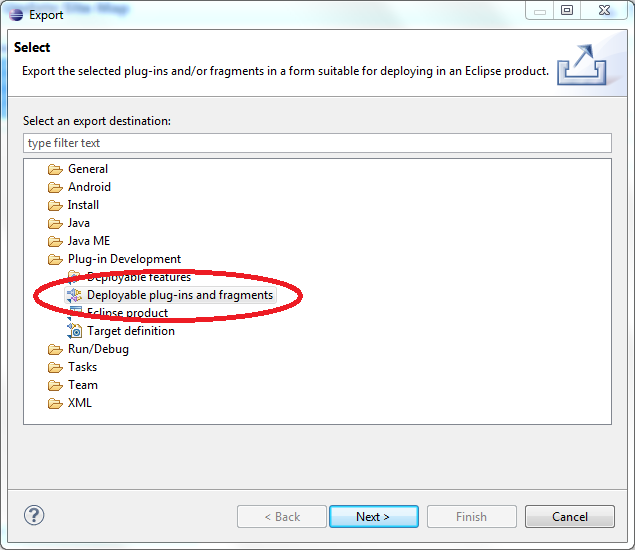 Export
Select
Export the selected plug-ins and/or fragments in a form suitable for deploying in an Eclipse product.
Select an export destination:
type filter text
General
Android
Install
Java
Java ME
Plug-in Development
Deployable features
Deployable plug-ins and fragments
Eclipse product
Target definition
Run/Debug
Tasks
Team
XML
?
< Back
Next >
Finish
Cancel